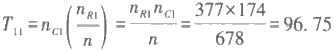 T₁₁ = n_{C1}(n_{R1}/n) = n_{R1} n_{C1}/n = 377×174/678 = 96. 75